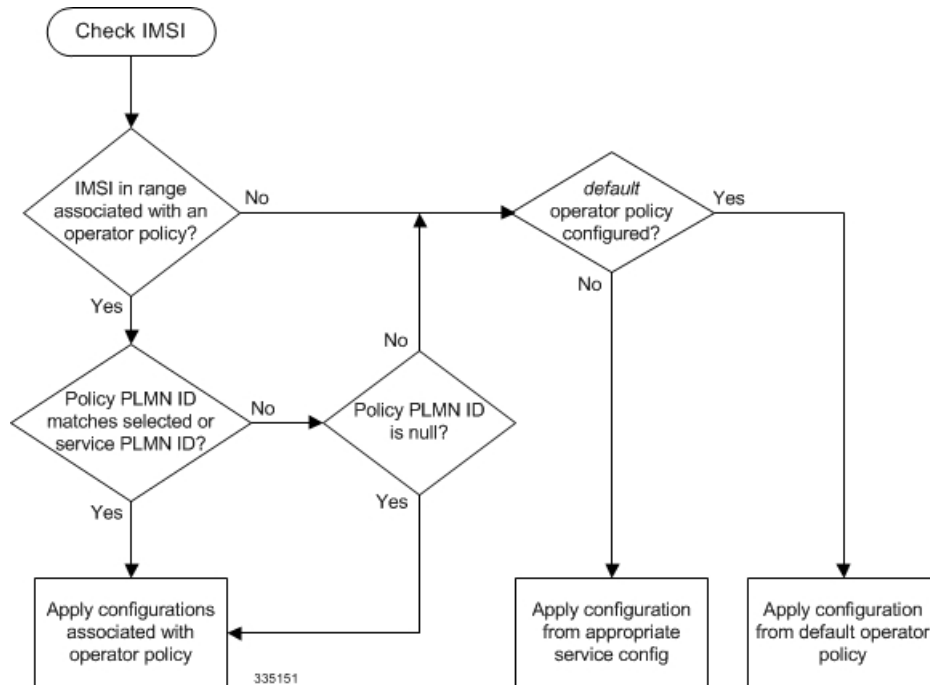 Check IMSI
IMSI in range
associated with an
operator policy?
No
Yes
default
operator policy
configured?
Yes
No
Policy PLMN ID
matches selected or
service PLMN ID?
No
Yes
Policy PLMN ID
is null?
No
Yes
Apply configurations
associated with
operator policy
Apply configuration
from appropriate
service config
Apply configuration
from default operator
policy
335151